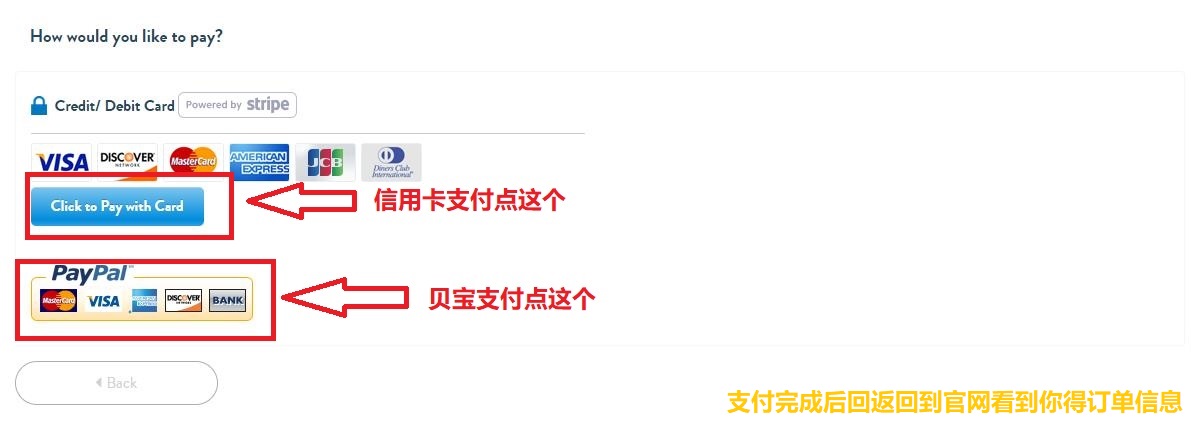 How would you like to pay?
Credit/ Debit Card Powered by stripe
VISA DISCOVER NETWORK MasterCard AMERICAN EXPRESS JCB Diners Club International
Click to Pay with Card 信用卡支付点这个
PayPal
MasterCard VISA AMERICAN EXPRESS DISCOVER BANK
贝宝支付点这个
Back
支付完成后回返回到官网看到你得订单信息